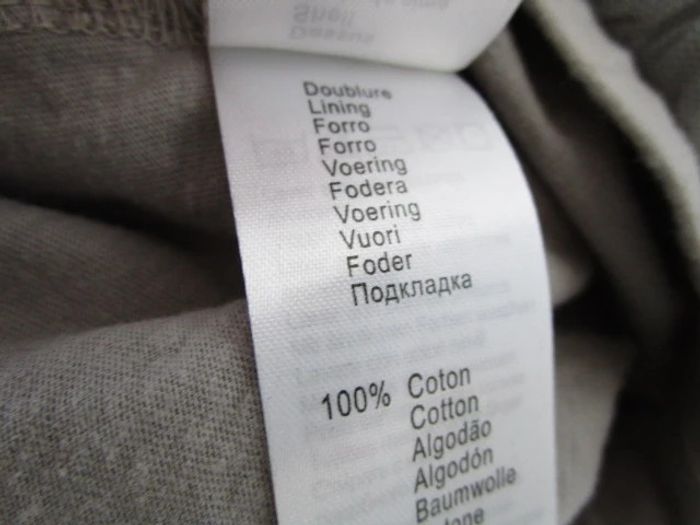 Doublure
Lining
Forro
Forro
Voering
Fodera
Voering
Vuori
Foder
Подкладка
100% Coton
Cotton
Algodão
Algodón
Baumwolle